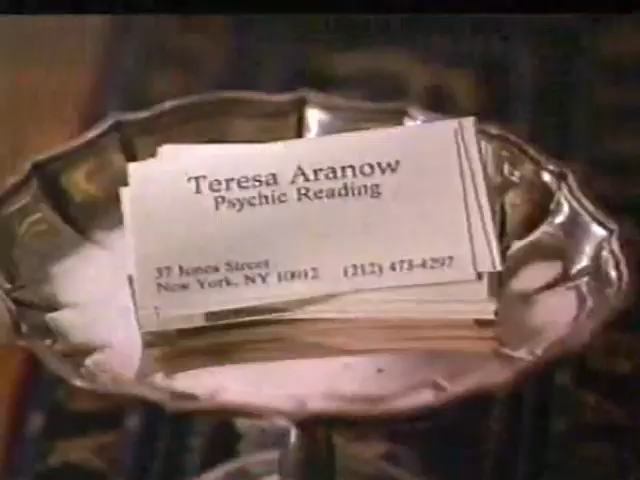 Teresa Aranow
Psychic Reading
37 Jones Street
New York, NY 10012 (212) 473-4297